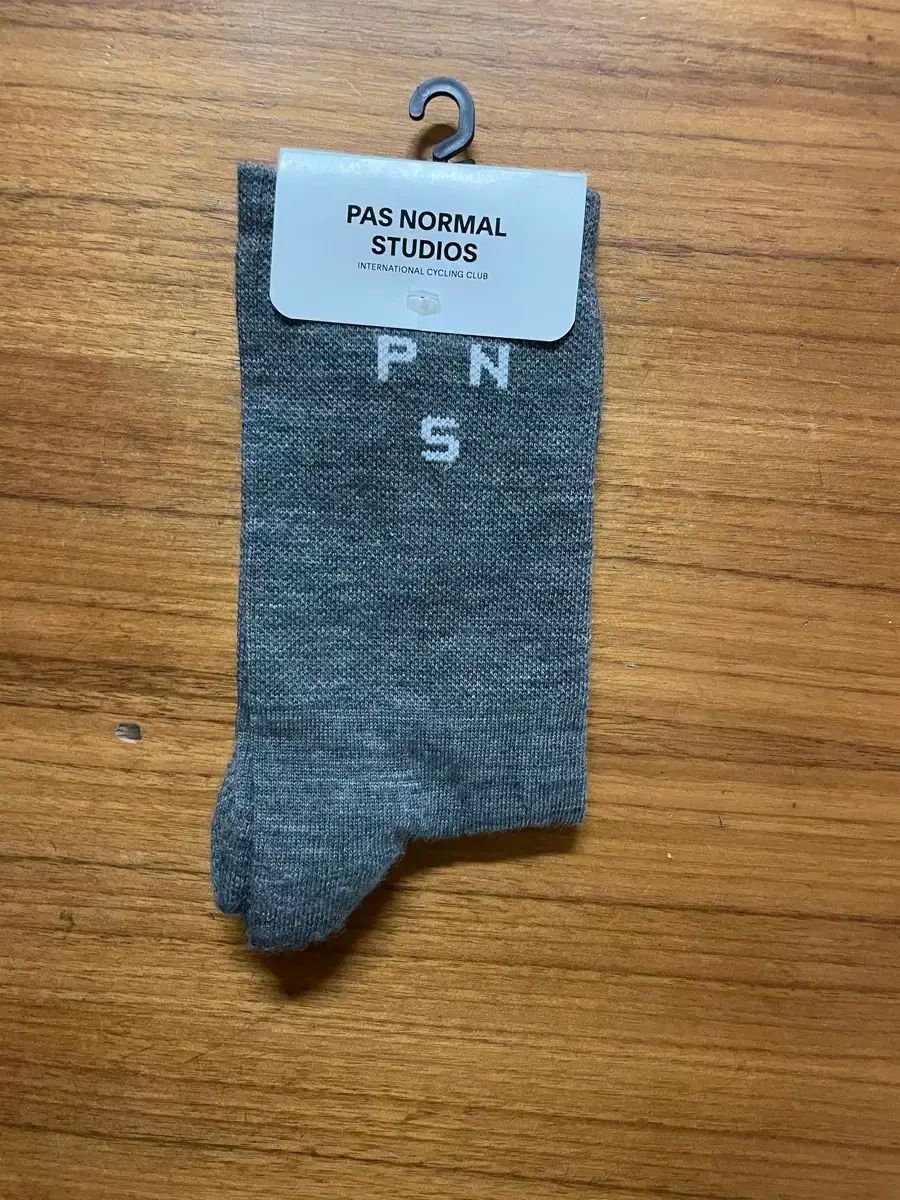 PAS NORMAL
STUDIOS
INTERNATIONAL CYCLING CLUB
P N
S